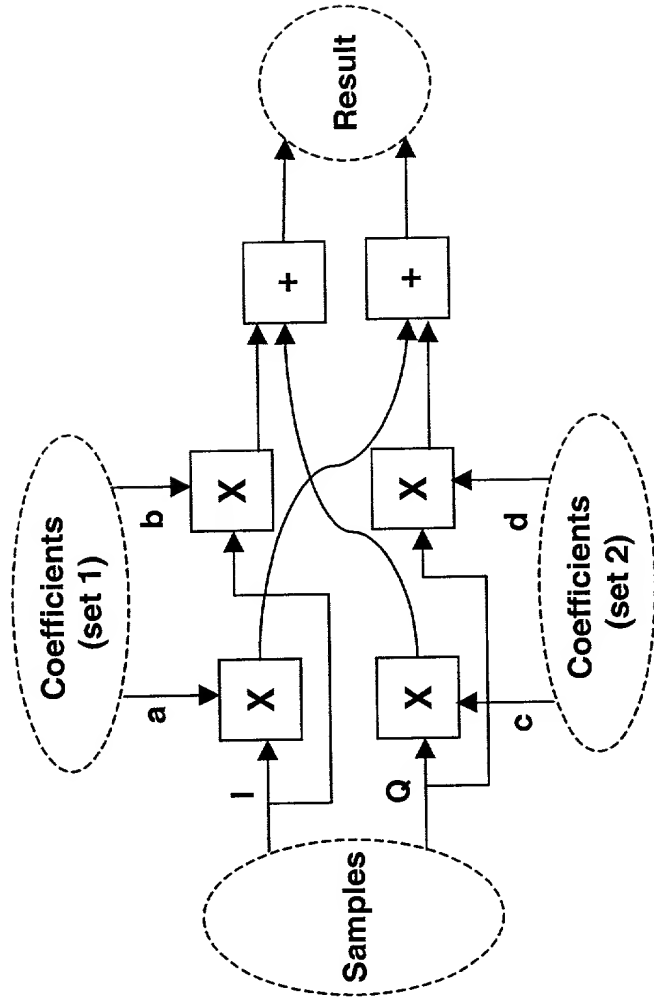 Coefficients
(set 1)
a
b
I
X
X
+
Samples
Result
Q
X
X
+
c
d
Coefficients
(set 2)